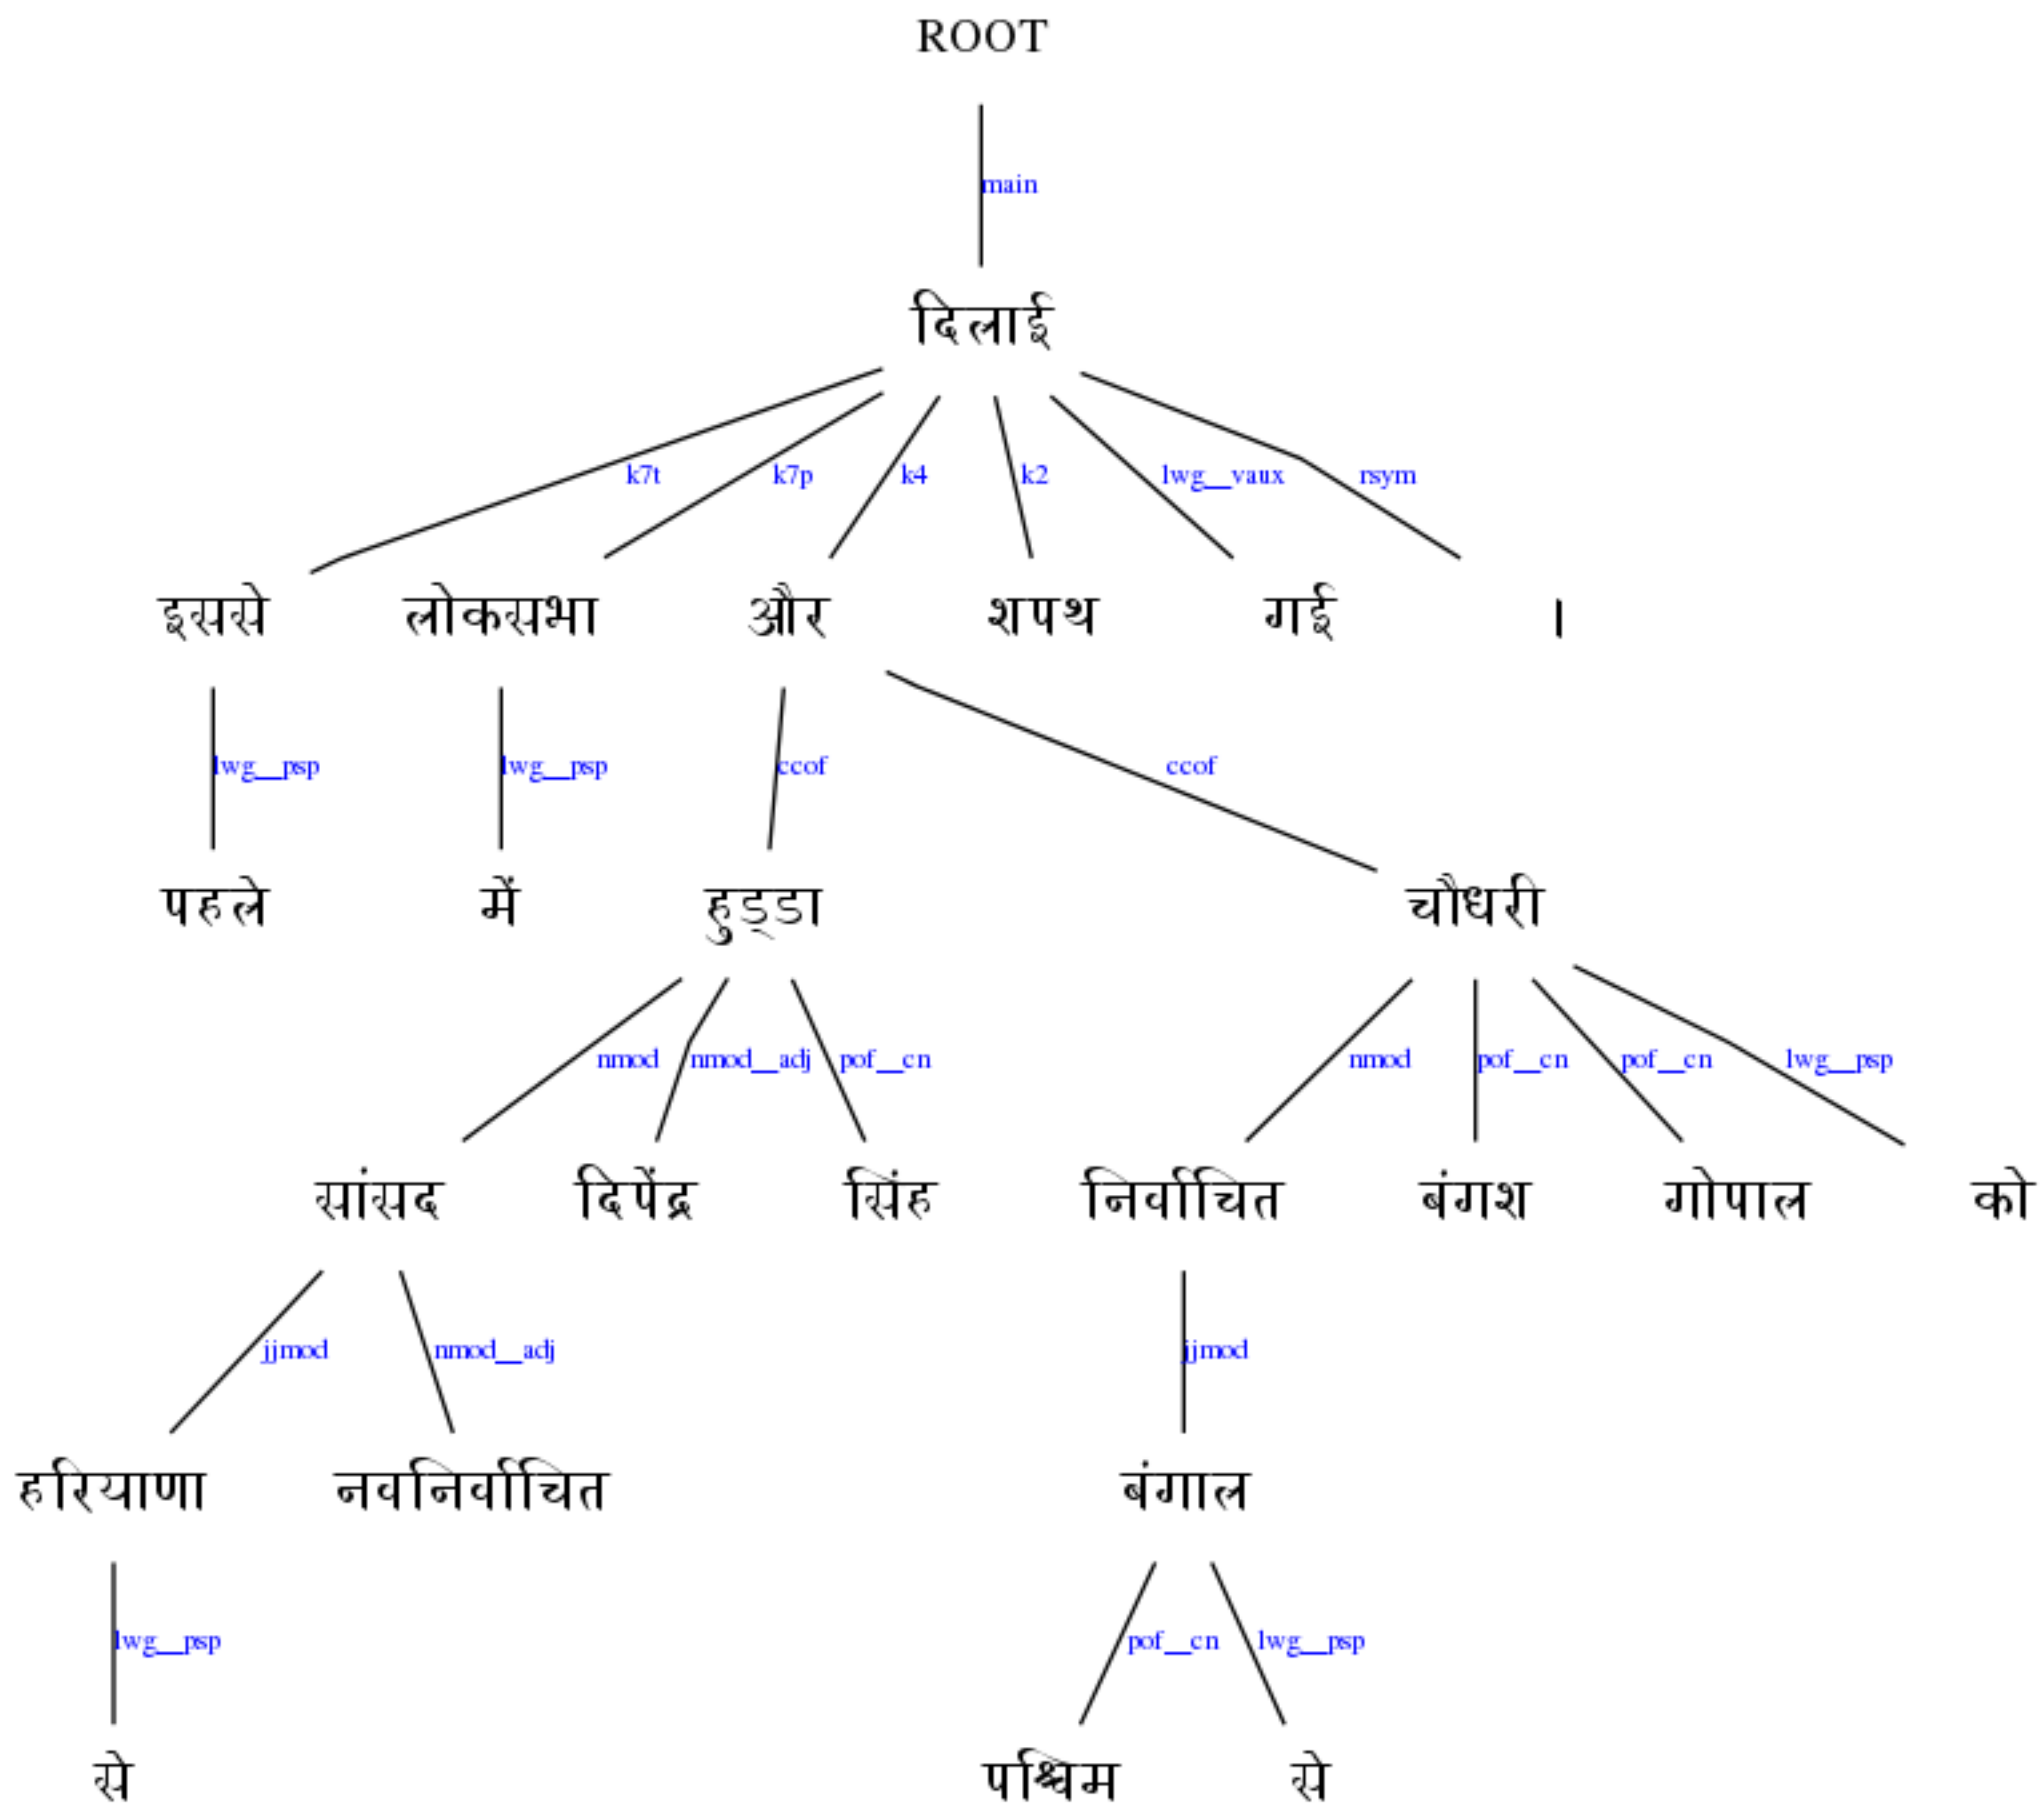 ROOT
main
दिलाई
k7t k7p k4 k2 lwg__vaux rsym
इससे लोकसभा और शपथ गई ।
lwg__psp lwg__psp ccof ccof
पहले में हुड्डा चौधरी
nmod nmod__adj pof__cn nmod pof__cn pof__cn lwg__psp
सांसद दिपेंद्र सिंह निर्वाचित बंगश गोपाल को
jjmod nmod__adj jjmod
हरियाणा नवनिर्वाचित बंगाल
lwg__psp pof__cn lwg__psp
से पश्चिम से